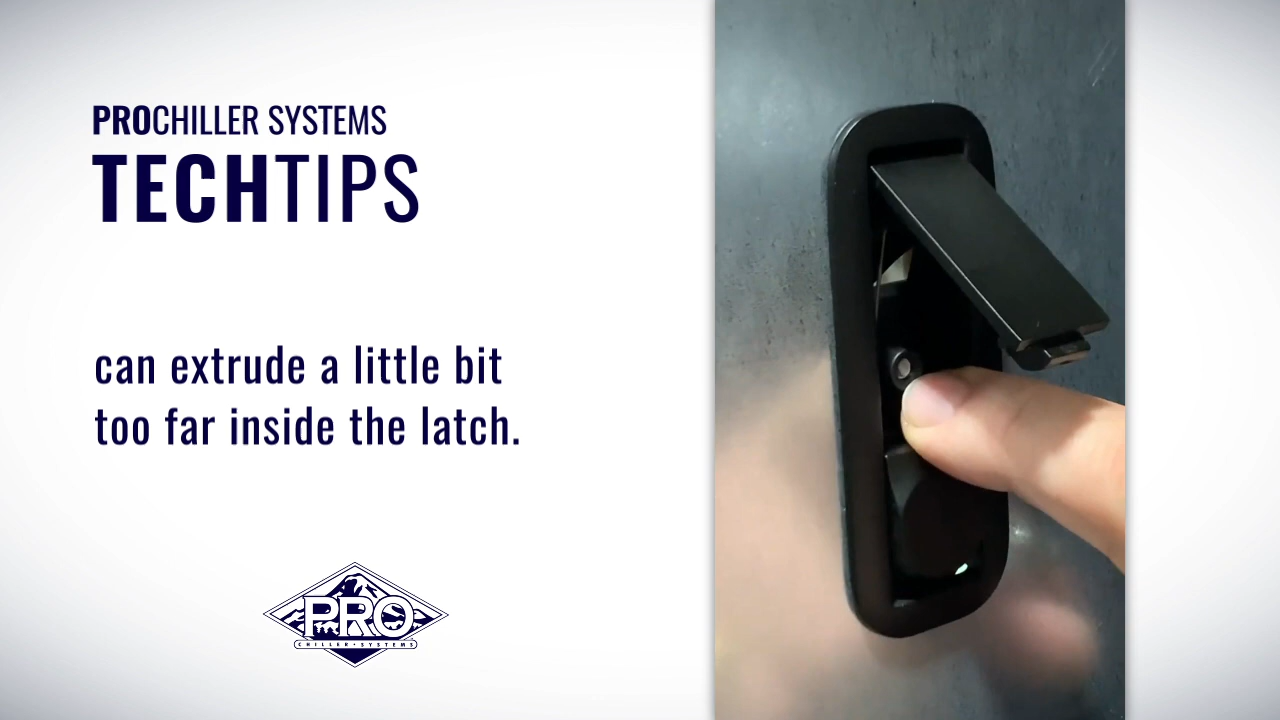 PROCHILLER SYSTEMS
TECHTIPS
can extrude a little bit
too far inside the latch.
PRO
CHILLER·SYSTEMS